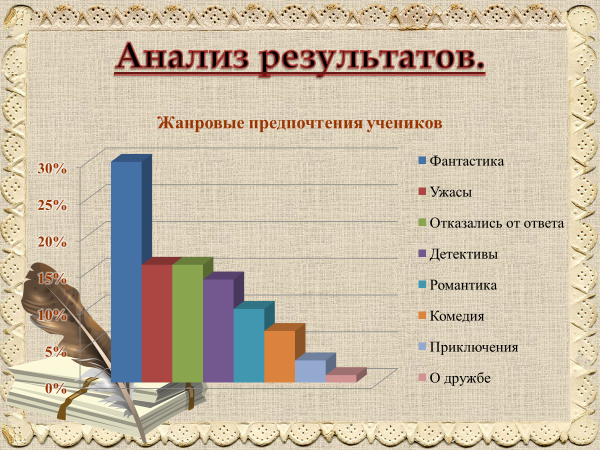 Анализ результатов.
Жанровые предпочтения учеников
30%
25%
20%
15%
10%
5%
0%
Фантастика
Ужасы
Отказались от ответа
Детективы
Романтика
Комедия
Приключения
О дружбе